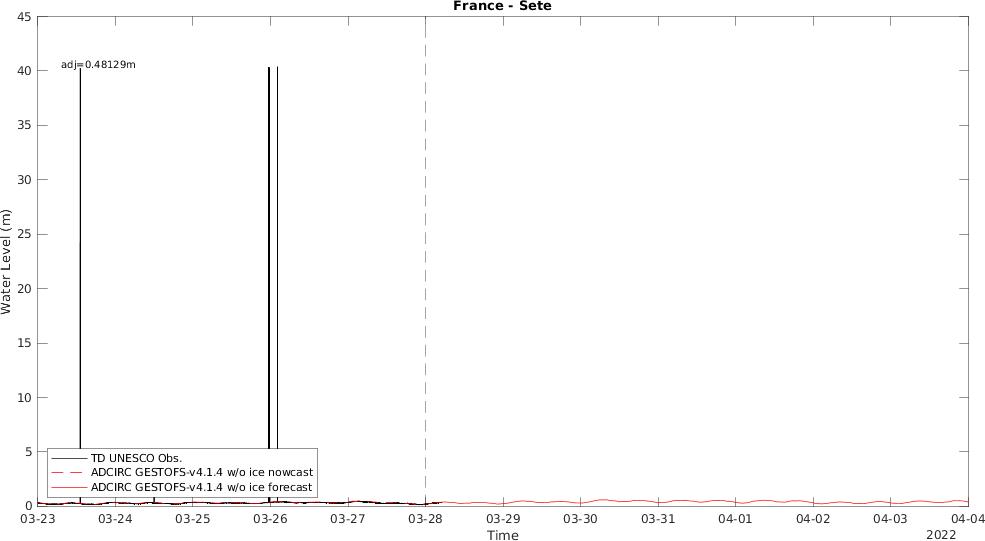 France - Sete
45
40
35
30
25
20
15
10
5
0
Water Level (m)
adj=0.48129m
TD UNESCO Obs.
ADCIRC GESTOFS-v4.1.4 w/o ice nowcast
ADCIRC GESTOFS-v4.1.4 w/o ice forecast
03-23 03-24 03-25 03-26 03-27 03-28 03-29 03-30 03-31 04-01 04-02 04-03 04-04
Time
2022